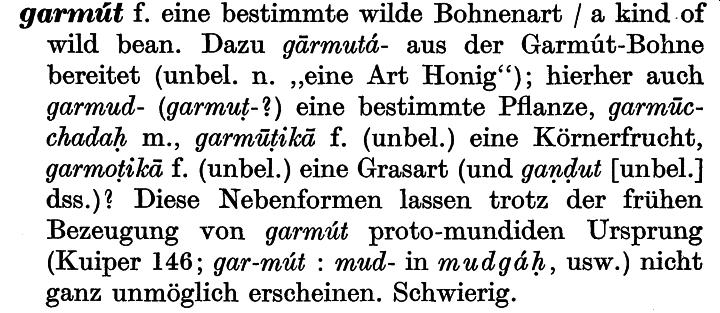 garmút f. eine bestimmte wilde Bohnenart / a kind of
wild bean. Dazu gārmutá- aus der Garmút-Bohne
bereitet (unbel. n. „eine Art Honig“); hierher auch
garmud- (garmuṭ-?) eine bestimmte Pflanze, garmūc-
chadaḥ m., garmūṭikā f. (unbel.) eine Körnerfrucht,
garmoṭikā f. (unbel.) eine Grasart (und gaṇḍut [unbel.]
dss.)? Diese Nebenformen lassen trotz der frühen
Bezeugung von garmút proto-mundiden Ursprung
(Kuiper 146; gar-mút : mud- in mudgáḥ, usw.) nicht
ganz unmöglich erscheinen. Schwierig.